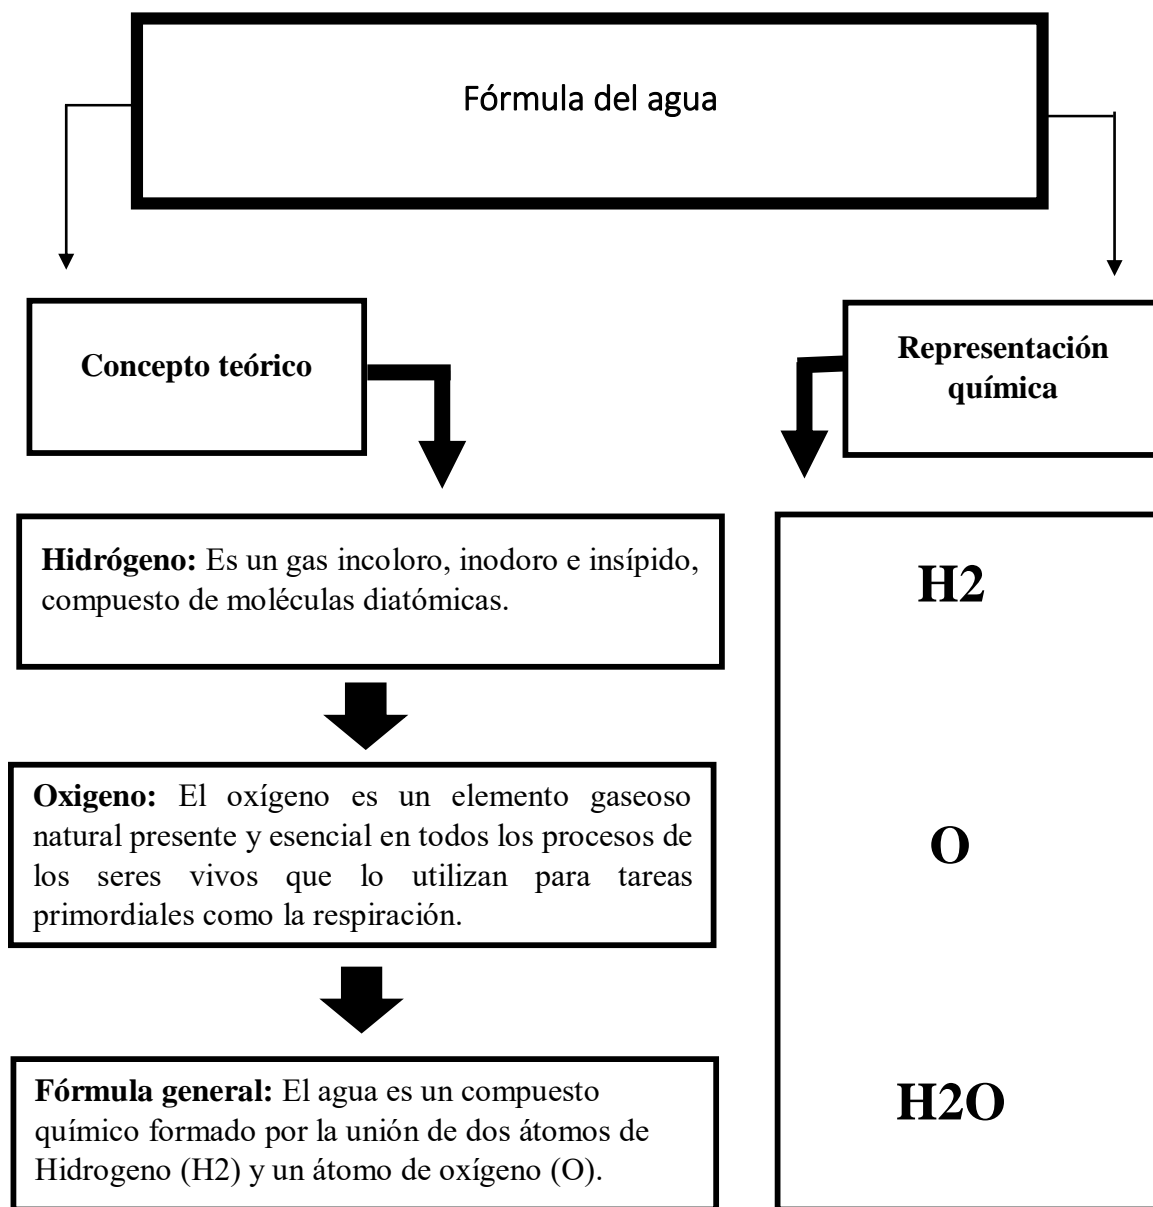 Fórmula del agua
Concepto teórico
Representación
química
Hidrógeno: Es un gas incoloro, inodoro e insípido,
compuesto de moléculas diatómicas.
H2
Oxigeno: El oxígeno es un elemento gaseoso
natural presente y esencial en todos los procesos de
los seres vivos que lo utilizan para tareas
primordiales como la respiración.
O
Fórmula general: El agua es un compuesto
químico formado por la unión de dos átomos de
Hidrogeno (H2) y un átomo de oxígeno (O).
H2O